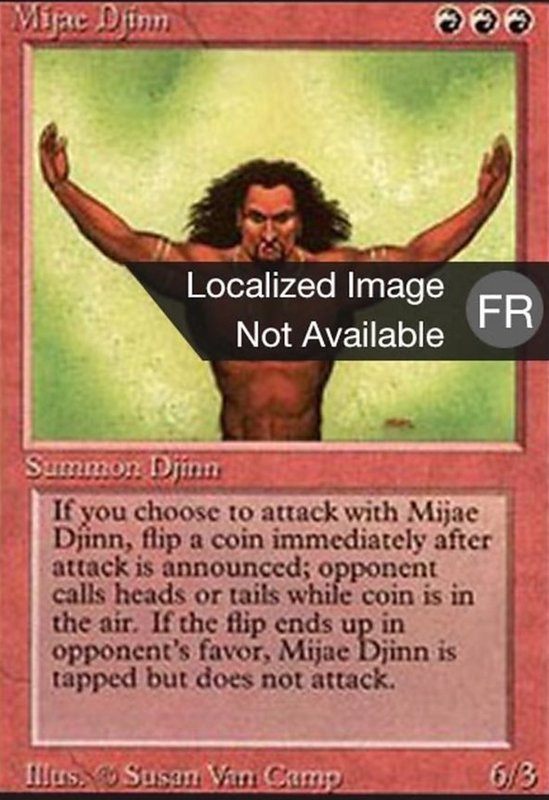 Mijae Djinn
Localized Image
Not Available
FR
Summon Djinn
If you choose to attack with Mijae
Djinn, flip a coin immediately after
attack is announced; opponent
calls heads or tails while coin is in
the air. If the flip ends up in
opponent's favor, Mijae Djinn is
tapped but does not attack.
Illus. © Susan Van Camp
6/3